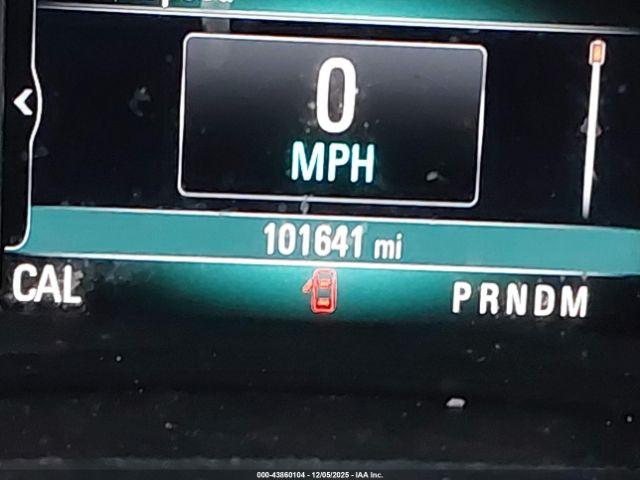 0
MPH
101641 mi
CAL
PRNDM
000-43860104 - 12/05/2025 - IAA Inc.